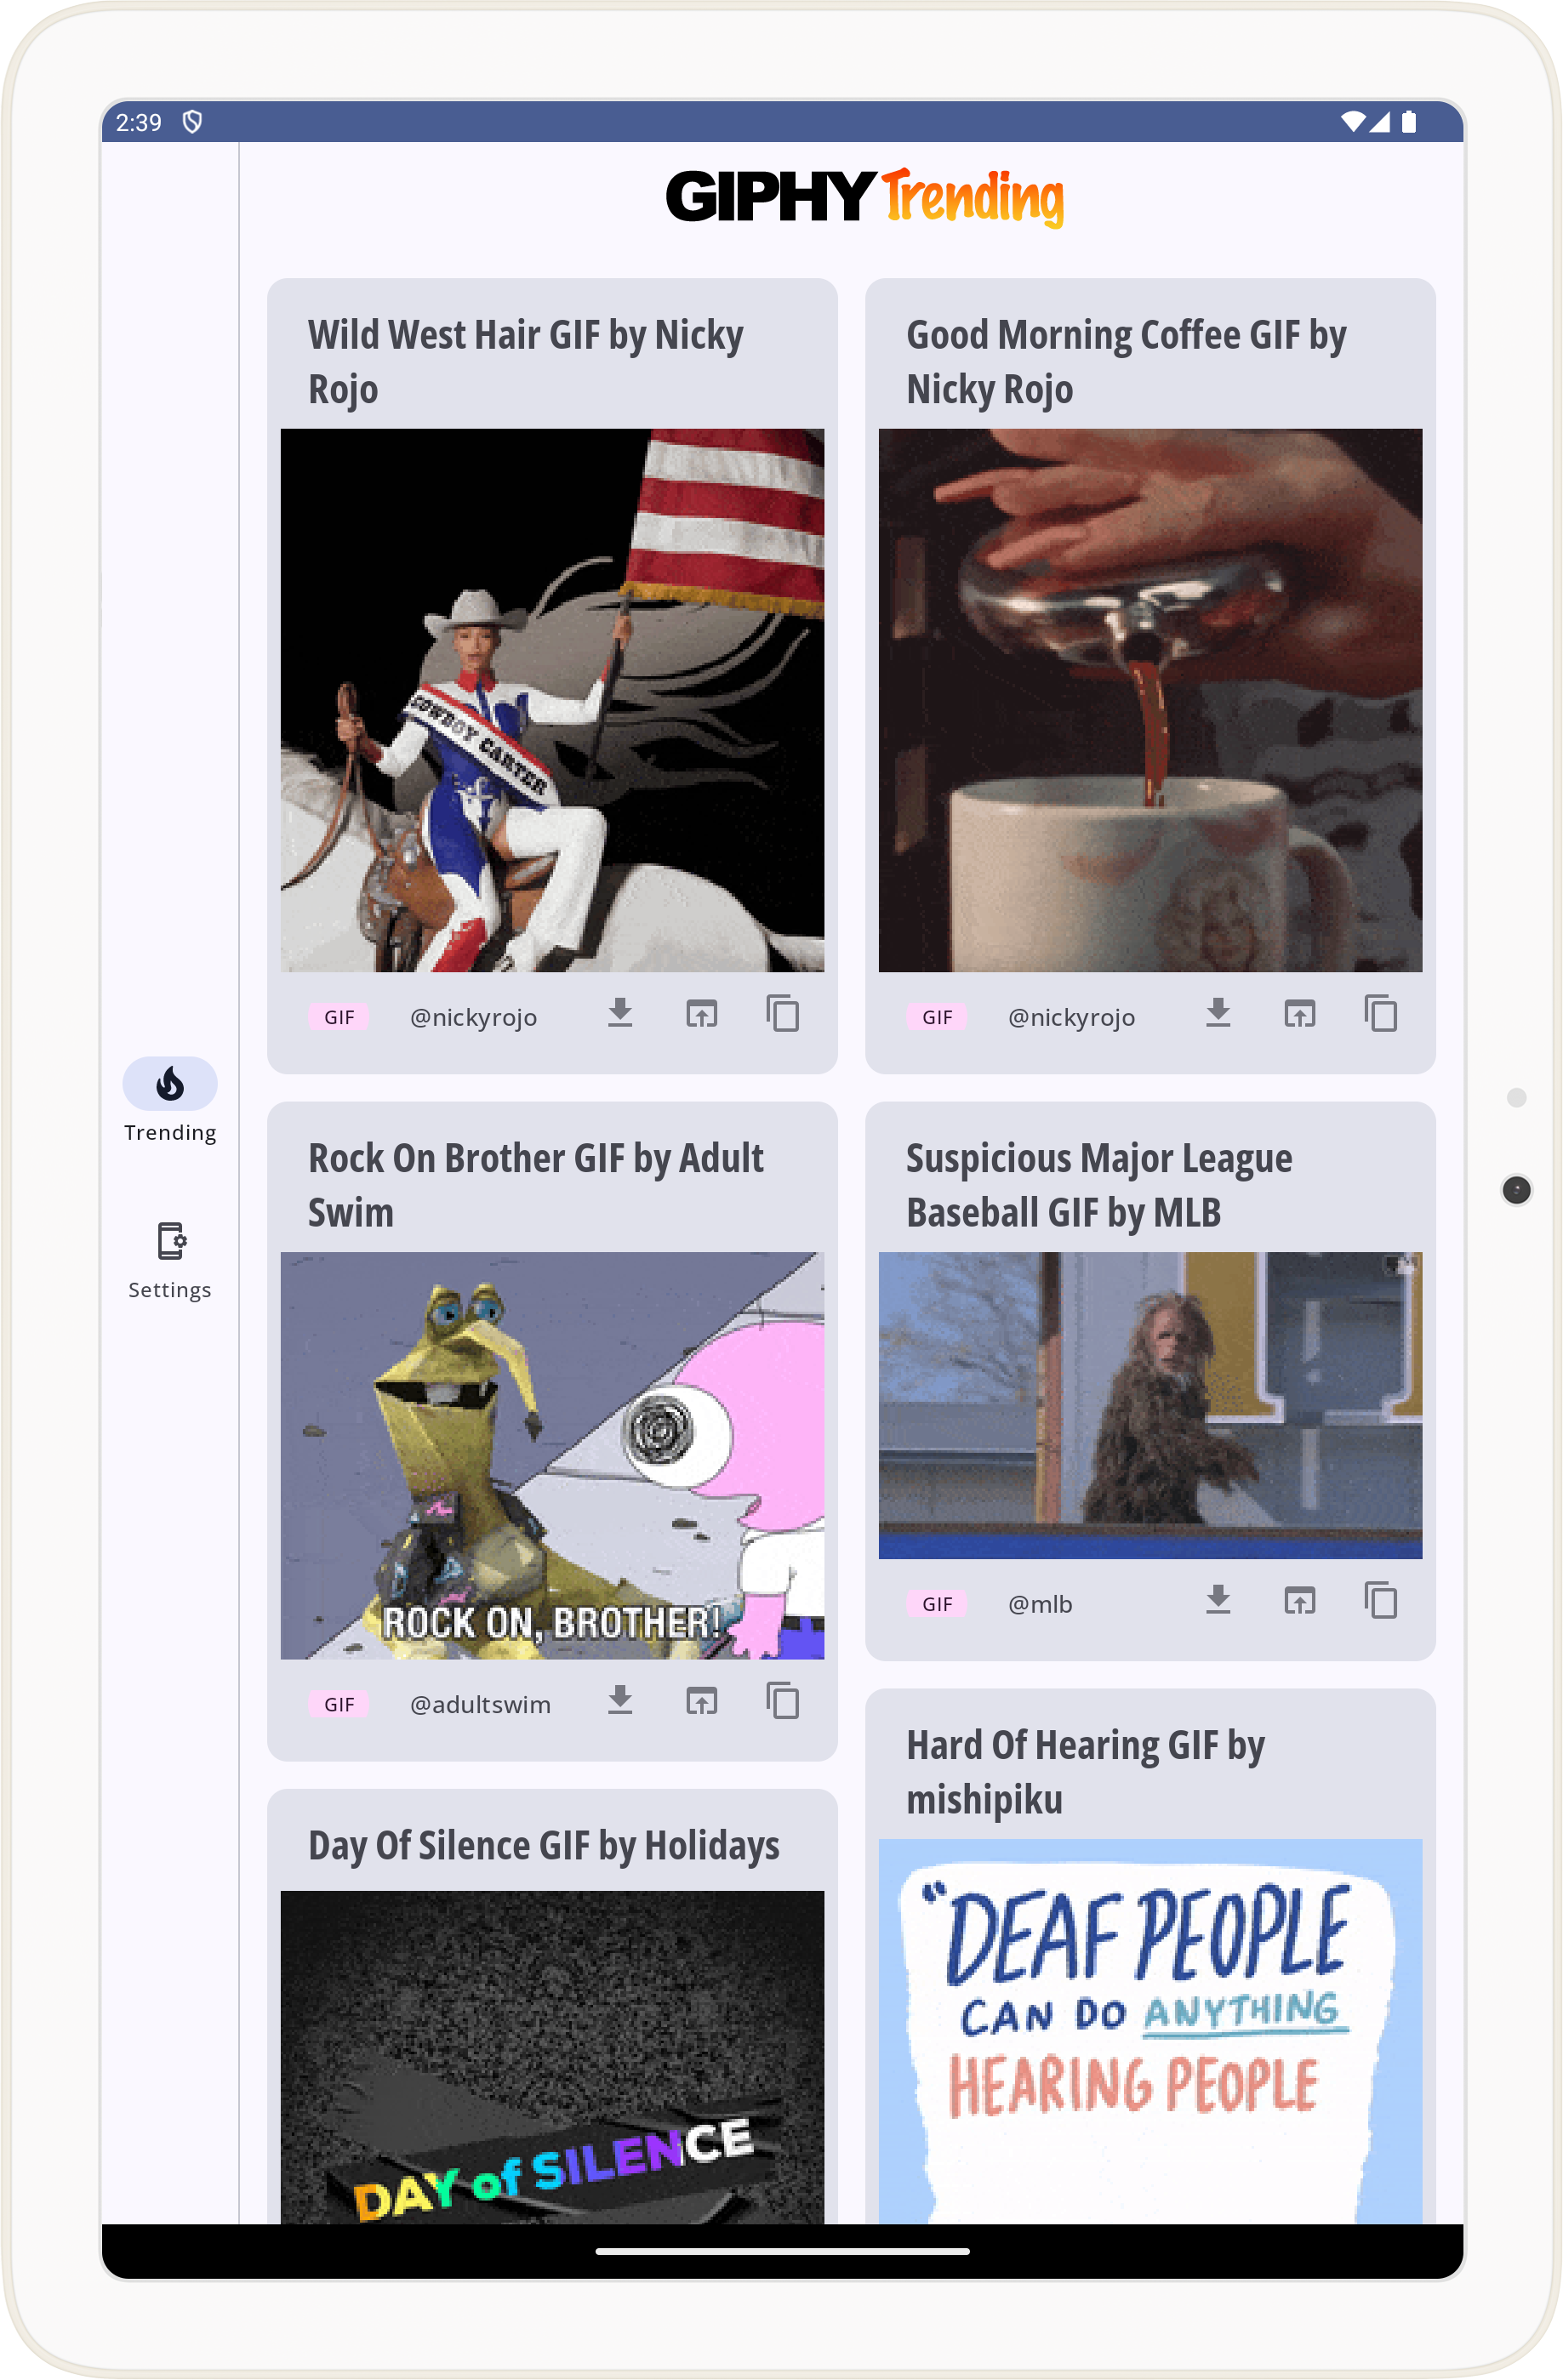 2:39
GIPHY Trending
Wild West Hair GIF by Nicky
Rojo
COWBOY CARTER
GIF @nickyrojo
Good Morning Coffee GIF by
Nicky Rojo
GIF @nickyrojo
Trending
Settings
Rock On Brother GIF by Adult
Swim
ROCK ON, BROTHER!
GIF @adultswim
Suspicious Major League
Baseball GIF by MLB
GIF @mlb
Day Of Silence GIF by Holidays
DAY of SILENCE
Hard Of Hearing GIF by
mishipiku
“DEAF PEOPLE
CAN DO ANYTHING
HEARING PEOPLE